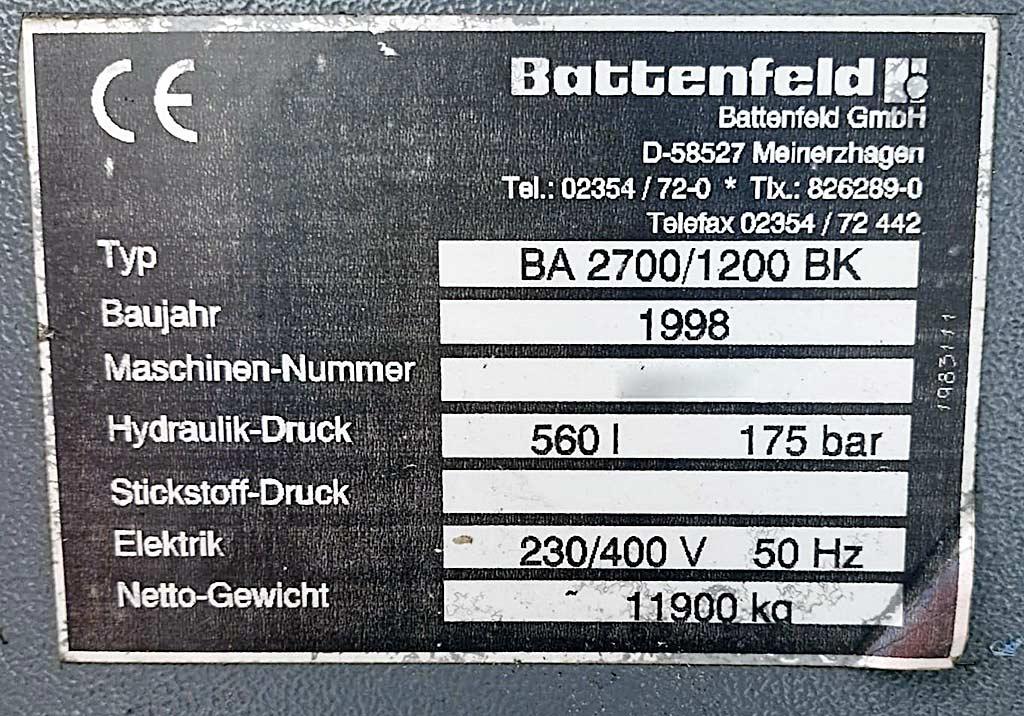 CE
Battenfeld
Battenfeld GmbH
D-58527 Meinerzhagen
Tel.: 02354 / 72-0 * Tlx.: 826289-0
Telefax 02354 / 72 442
Typ BA 2700/1200 BK
Baujahr 1998
Maschinen-Nummer
Hydraulik-Druck 560 l 175 bar
Stickstoff-Druck
Elektrik 230/400 V 50 Hz
Netto-Gewicht ~ 11900 kg
1983111